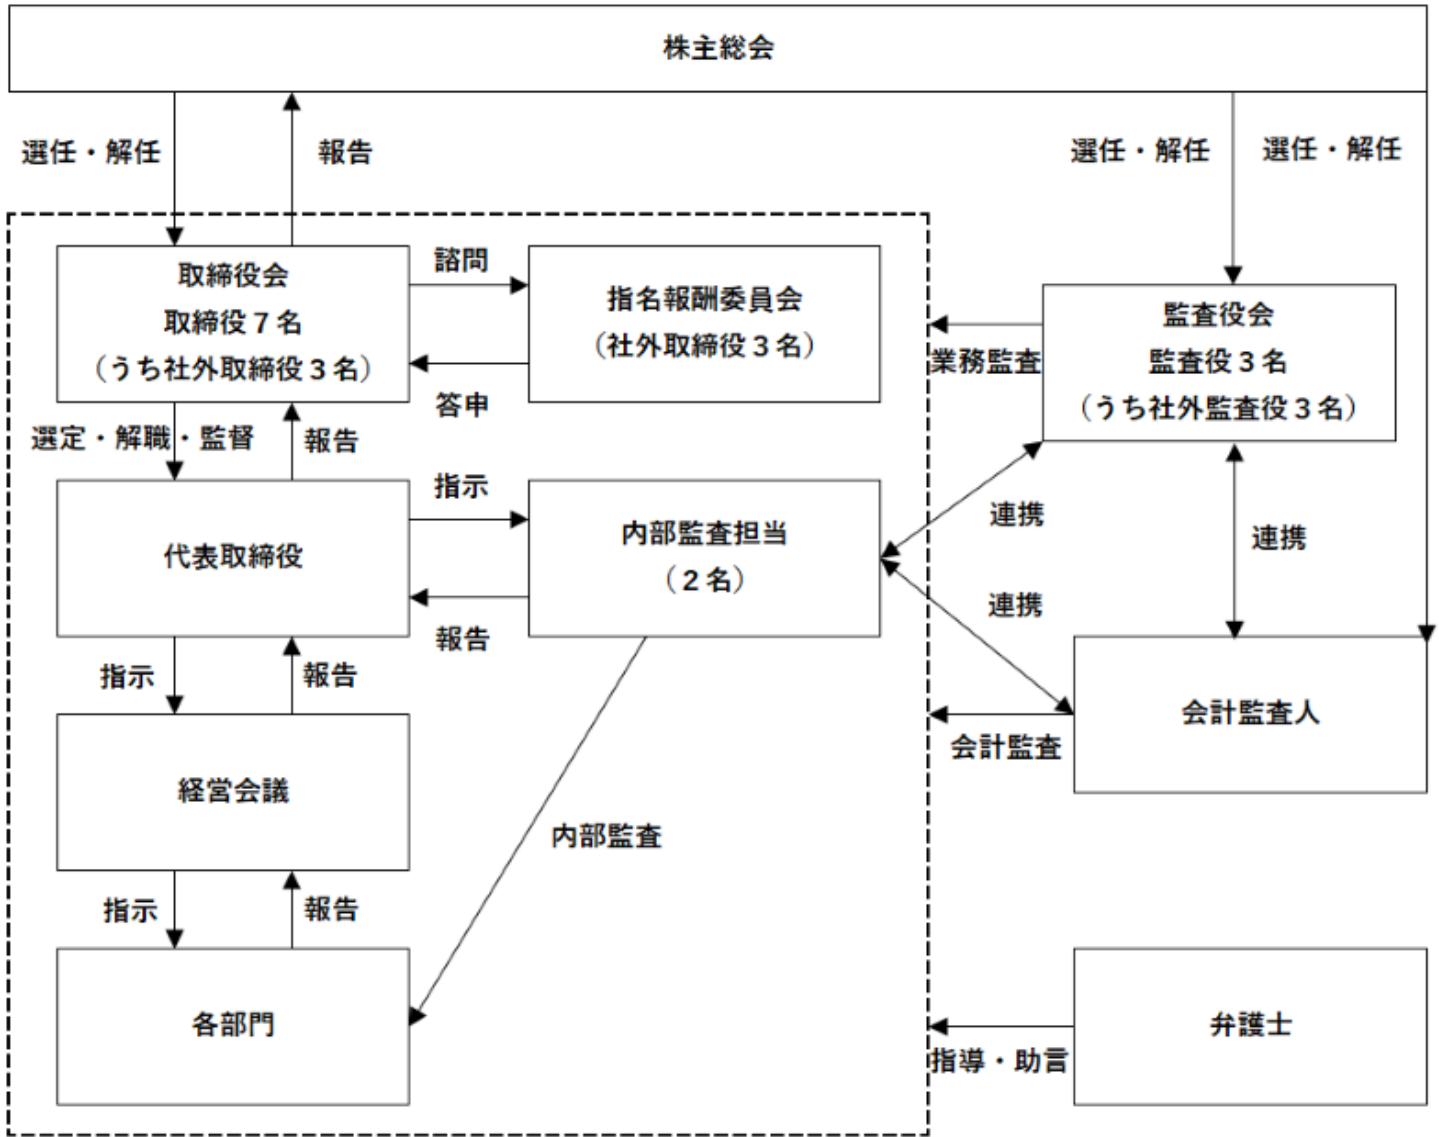 株主総会
選任・解任
報告
選任・解任
選任・解任
取締役会
取締役７名
（うち社外取締役３名）
諮問
答申
指名報酬委員会
（社外取締役３名）
業務監査
監査役会
監査役３名
（うち社外監査役３名）
選定・解職・監督
報告
代表取締役
指示
報告
内部監査担当
（２名）
連携
連携
連携
指示
報告
経営会議
内部監査
会計監査
会計監査人
指示
報告
各部門
指導・助言
弁護士